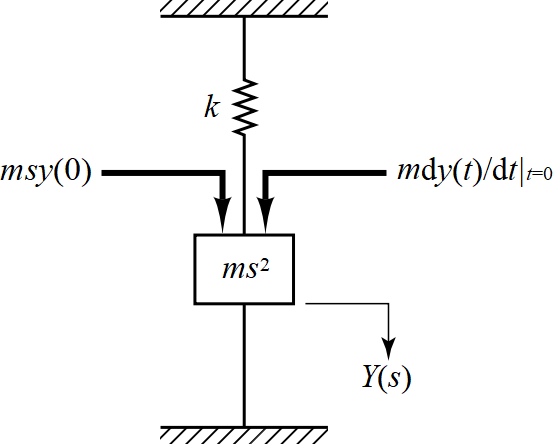 k
msy(0)
mdy(t)/dt|t=0
ms²
Y(s)